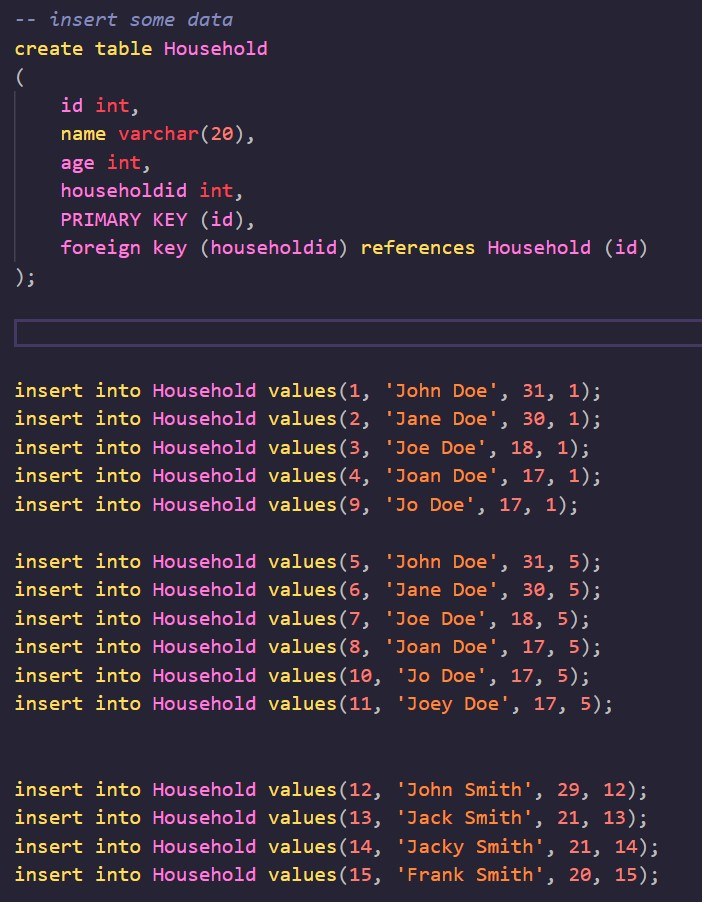 -- insert some data
create table Household
(
    id int,
    name varchar(20),
    age int,
    householdid int,
    PRIMARY KEY (id),
    foreign key (householdid) references Household (id)
);
insert into Household values(1, 'John Doe', 31, 1);
insert into Household values(2, 'Jane Doe', 30, 1);
insert into Household values(3, 'Joe Doe', 18, 1);
insert into Household values(4, 'Joan Doe', 17, 1);
insert into Household values(9, 'Jo Doe', 17, 1);
insert into Household values(5, 'John Doe', 31, 5);
insert into Household values(6, 'Jane Doe', 30, 5);
insert into Household values(7, 'Joe Doe', 18, 5);
insert into Household values(8, 'Joan Doe', 17, 5);
insert into Household values(10, 'Jo Doe', 17, 5);
insert into Household values(11, 'Joey Doe', 17, 5);
insert into Household values(12, 'John Smith', 29, 12);
insert into Household values(13, 'Jack Smith', 21, 13);
insert into Household values(14, 'Jacky Smith', 21, 14);
insert into Household values(15, 'Frank Smith', 20, 15);